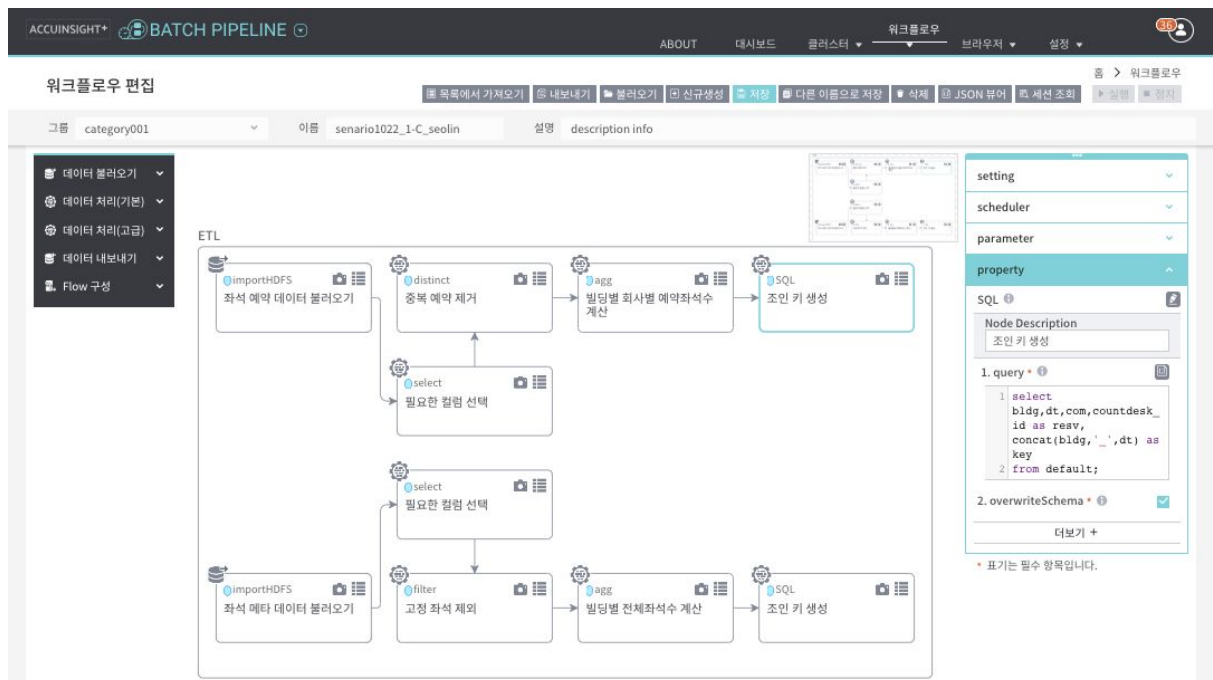 ACCUINSIGHT+ BATCH PIPELINE
ABOUT 대시보드 클러스터 워크플로우 브라우저 설정
36
홈 > 워크플로우
워크플로우 편집
목록에서 가져오기 내보내기 불러오기 신규생성 저장 다른 이름으로 저장 삭제 JSON 뷰어 세션 조회 실행 정지
그룹 category001 이름 senario1022_1-C_seolin 설명 description info
데이터 불러오기
데이터 처리(기본)
데이터 처리(고급)
데이터 내보내기
Flow 구성
ETL
importHDFS
좌석 예약 데이터 불러오기
distinct
중복 예약 제거
agg
빌딩별 회사별 예약좌석수
계산
SQL
조인 키 생성
select
필요한 컬럼 선택
select
필요한 컬럼 선택
importHDFS
좌석 메타 데이터 불러오기
filter
고정 좌석 제외
agg
빌딩별 전체좌석수 계산
SQL
조인 키 생성
setting
scheduler
parameter
property
SQL
Node Description
조인 키 생성
1. query *
1 select
bldg,dt,com,countdesk_
id as resv,
concat(bldg,'_',dt) as
key
2 from default;
2. overwriteSchema *
더보기 +
* 표기는 필수 항목입니다.